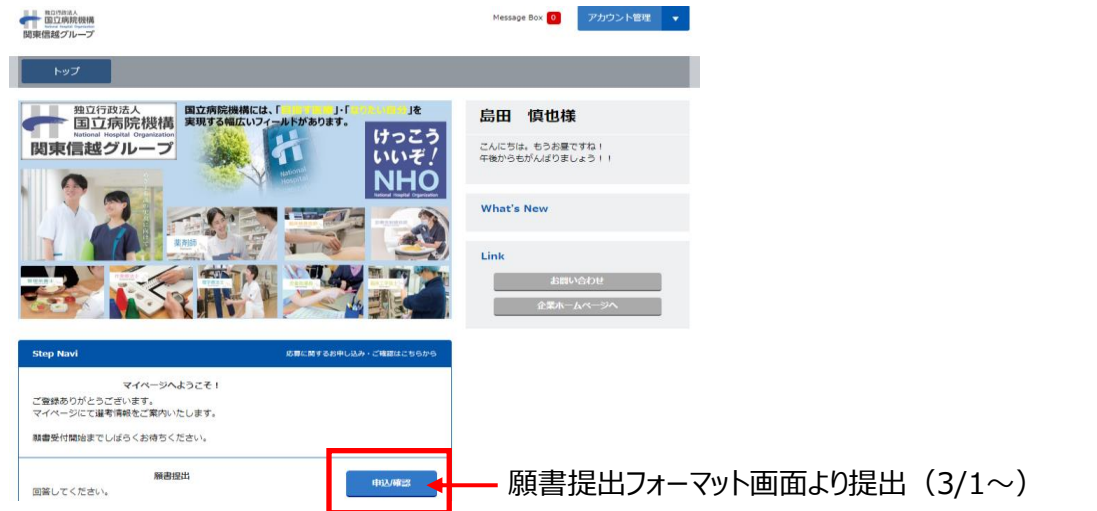 独立行政法人
国立病院機構
関東信越グループ
Message Box 0
アカウント管理
トップ
独立行政法人
国立病院機構
National Hospital Organization
関東信越グループ
国立病院機構には、「」・「」を
実現する幅広いフィールドがあります。
けっこう
いいぞ!
NHO
National Hospital Organization
National
Hospital
薬剤師
島田 慎也様
こんにちは。もうお昼ですね!
午後からもがんばりましょう!!
What's New
Link
お問い合わせ
企業ホームページへ
Step Navi
応募に関するお申し込み・ご確認はこちらから
マイページへようこそ!
ご登録ありがとうございます。
マイページにて選考情報をご案内いたします。
願書受付開始までしばらくお待ちください。
願書提出
回答してください。
申込/確認
願書提出フォーマット画面より提出(3/1~)